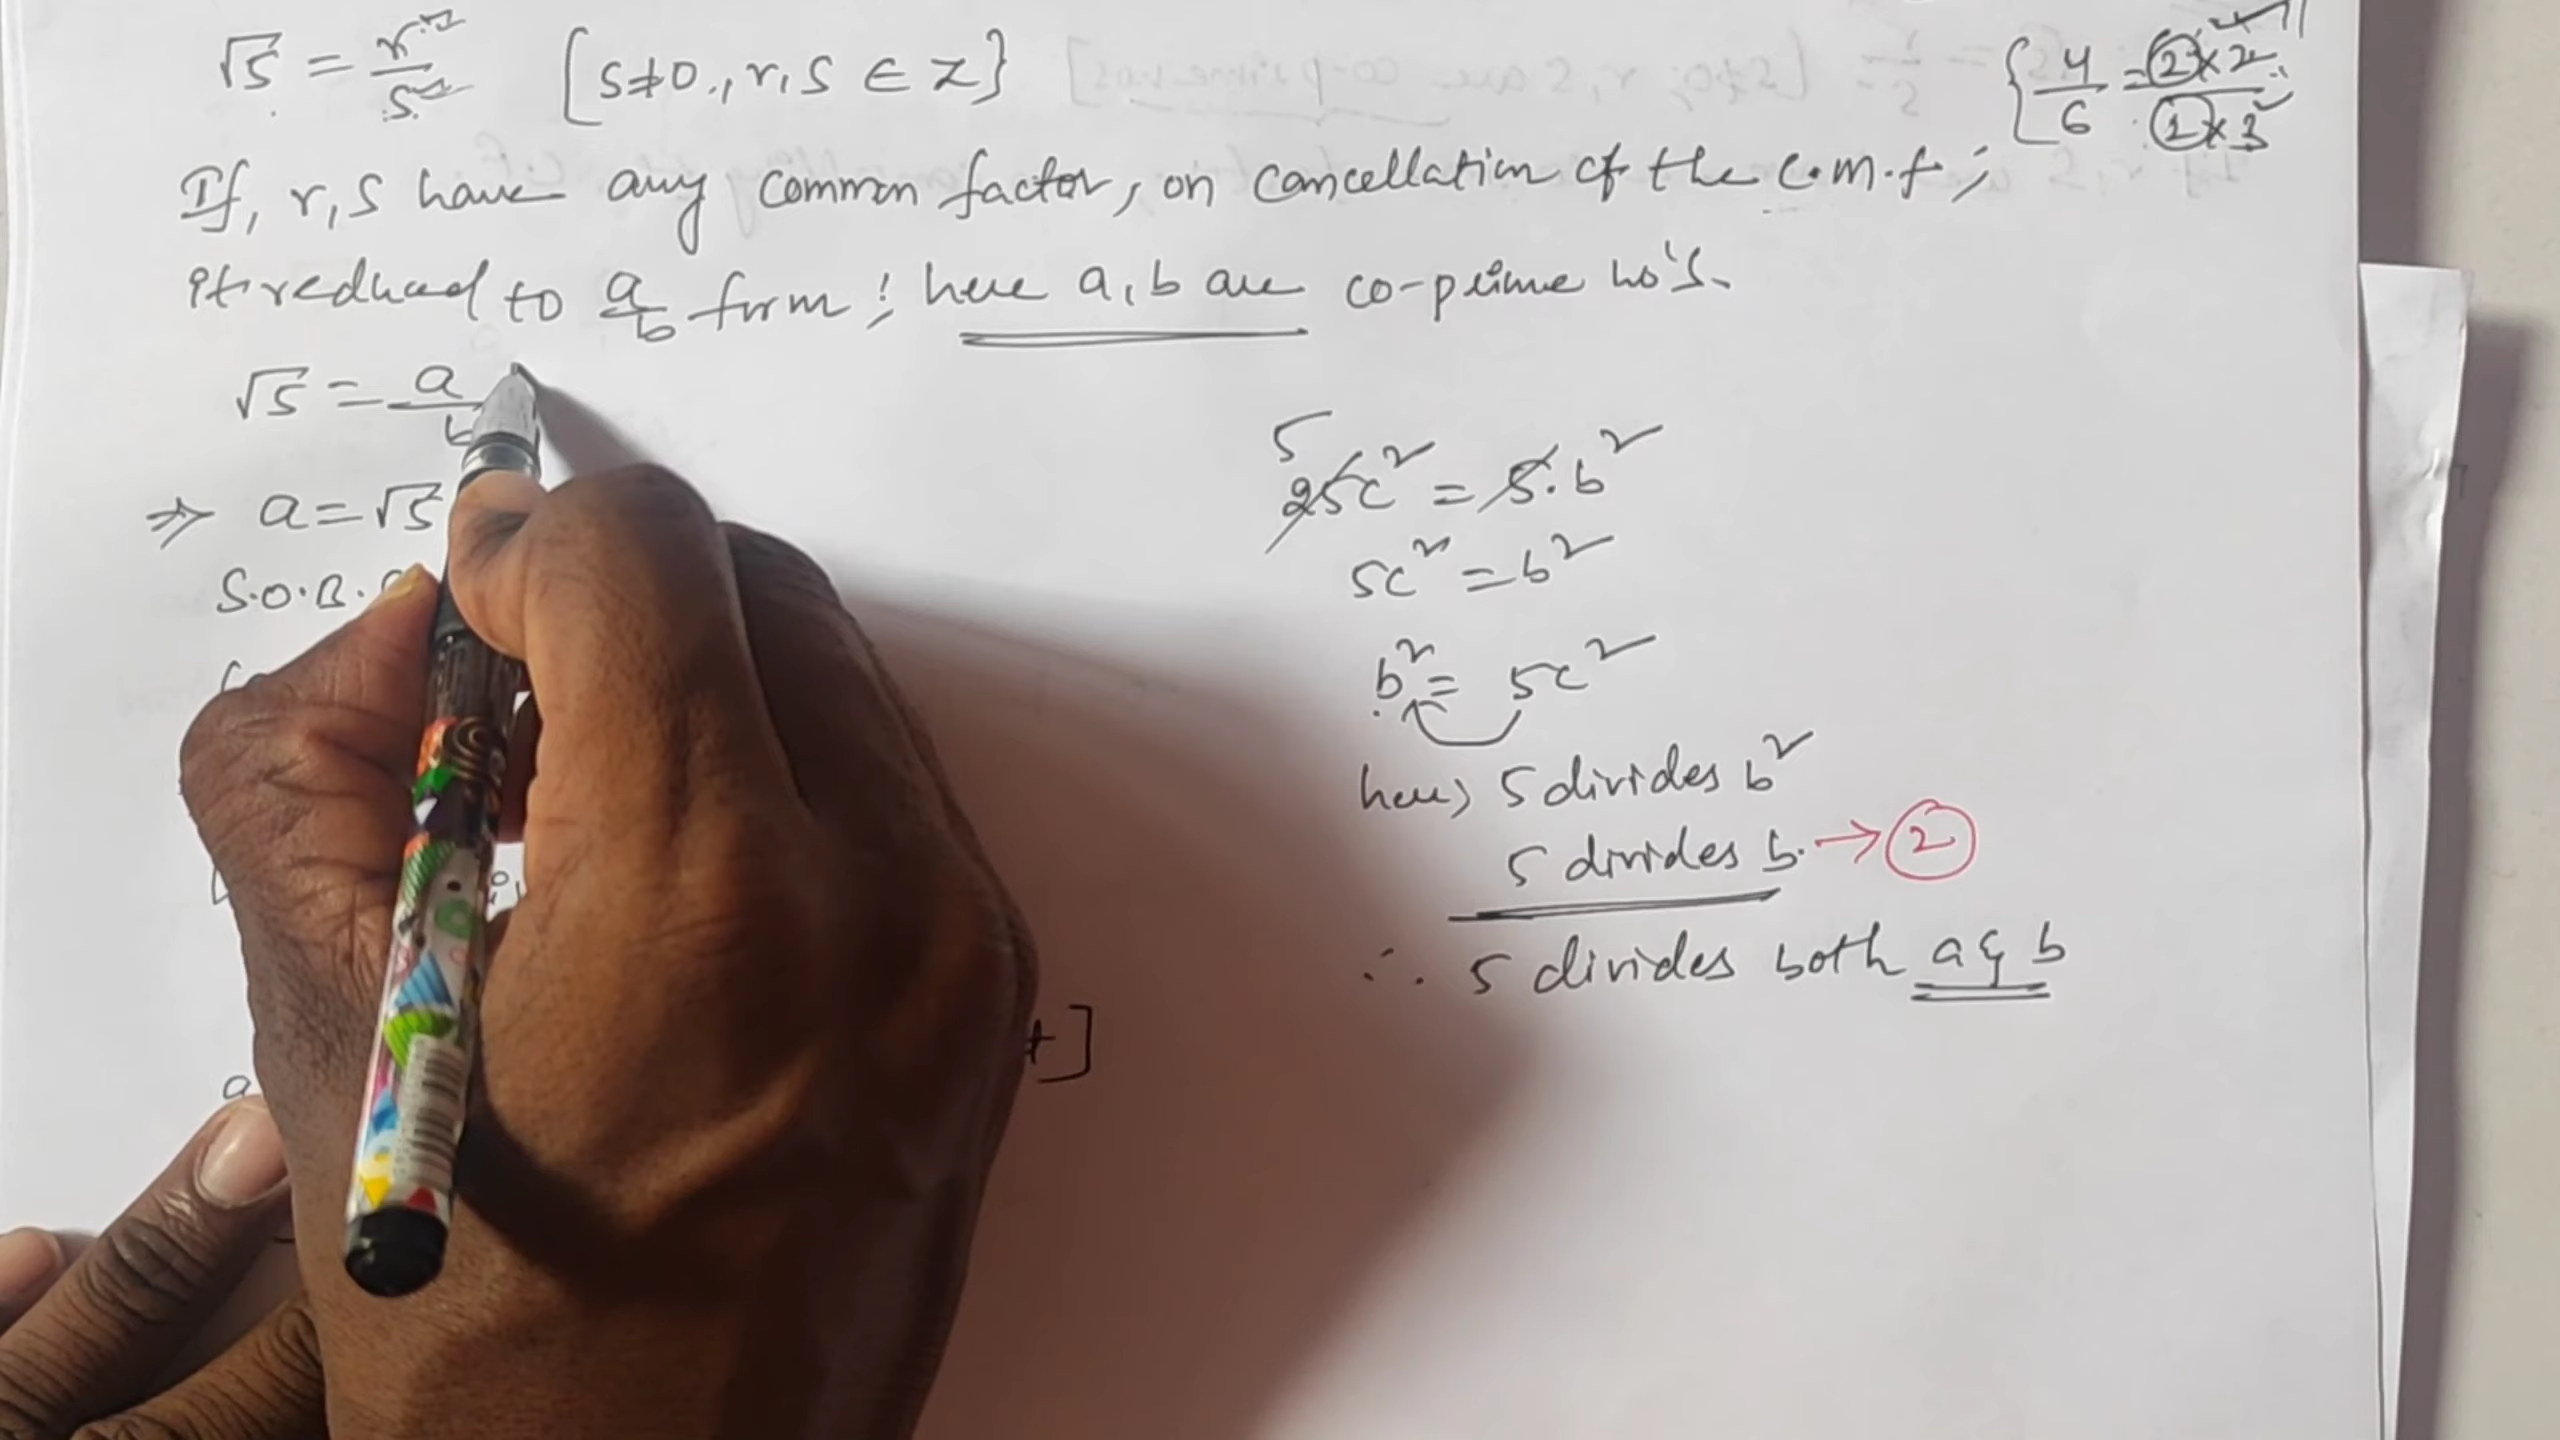 √5 = r/s [s≠0., r, s ∈ z}
{4/6 = 2×2/1×3
If, r, s have any common factor, on cancellation of the c.m.f;
it reduced to a/b form; here a, b are co-prime no's.
√5 = a/b
⇒ a = √5
S.O.B.
a
t]
5
25c² = 5.b²
5c² = b²
b² = 5c²
here, 5 divides b²
5 divides b. → 2
∴ 5 divides both a & b